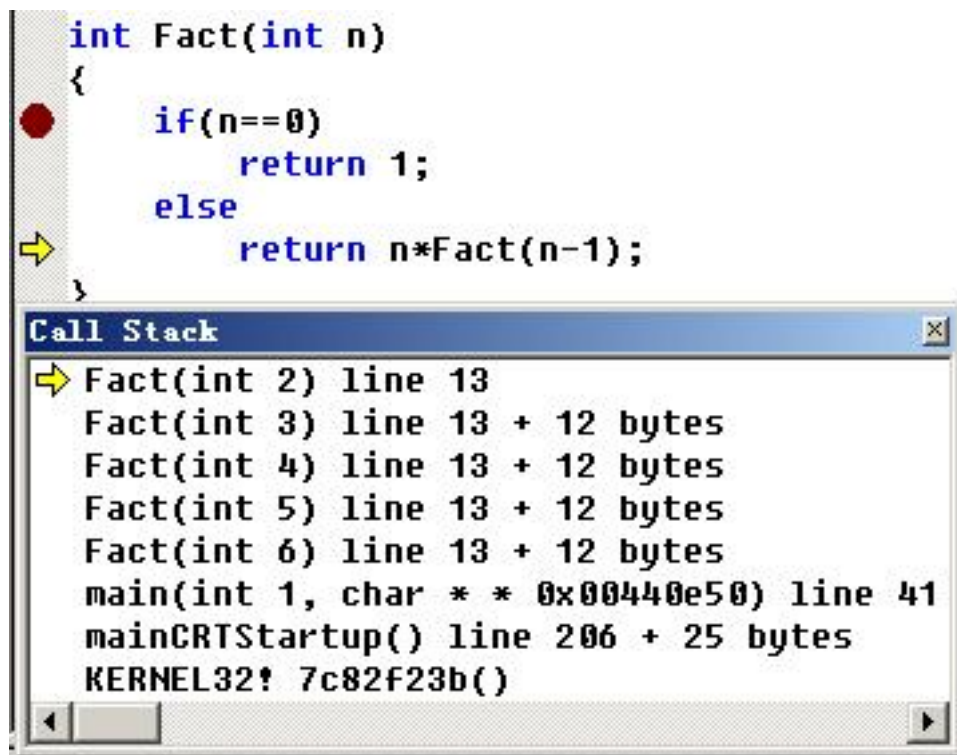 int Fact(int n)
{
if(n==0)
return 1;
else
return n*Fact(n-1);
}
Call Stack
Fact(int 2) line 13
Fact(int 3) line 13 + 12 bytes
Fact(int 4) line 13 + 12 bytes
Fact(int 5) line 13 + 12 bytes
Fact(int 6) line 13 + 12 bytes
main(int 1, char * * 0x00440e50) line 41
mainCRTStartup() line 206 + 25 bytes
KERNEL32! 7c82f23b()